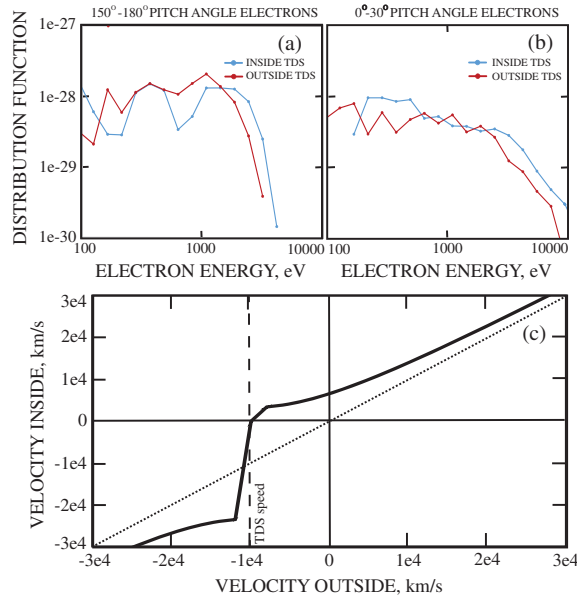 150°-180° PITCH ANGLE ELECTRONS
0°-30° PITCH ANGLE ELECTRONS
DISTRIBUTION FUNCTION
1e-27
1e-28
1e-29
1e-30
(a)
INSIDE TDS
OUTSIDE TDS
(b)
INSIDE TDS
OUTSIDE TDS
100 1000 10000
100 1000 10000
ELECTRON ENERGY, eV
ELECTRON ENERGY, eV
VELOCITY INSIDE, km/s
3e4
2e4
1e4
0
-1e4
-2e4
-3e4
(c)
TDS speed
-3e4 -2e4 -1e4 0 1e4 2e4 3e4
VELOCITY OUTSIDE, km/s